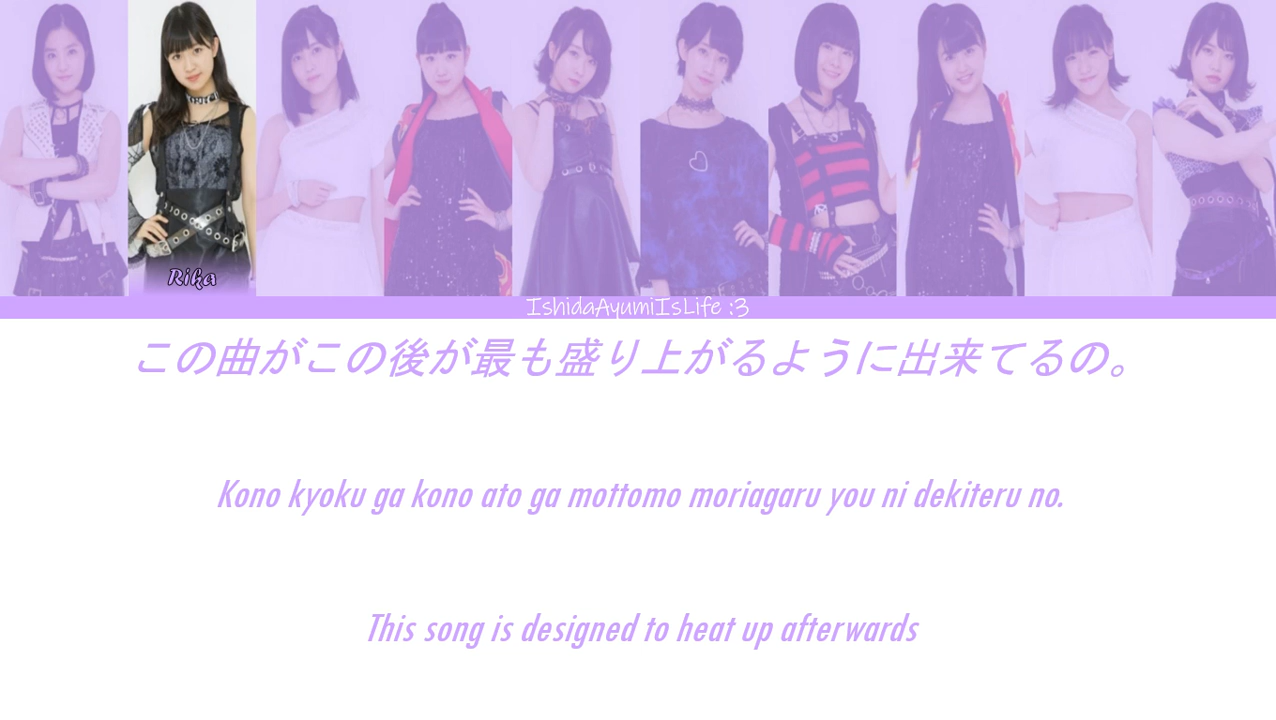 Rika
IshidaAyumiIsLife :3
この曲がこの後が最も盛り上がるように出来てるの。
Kono kyoku ga kono ato ga mottomo moriagaru you ni dekiteru no.
This song is designed to heat up afterwards